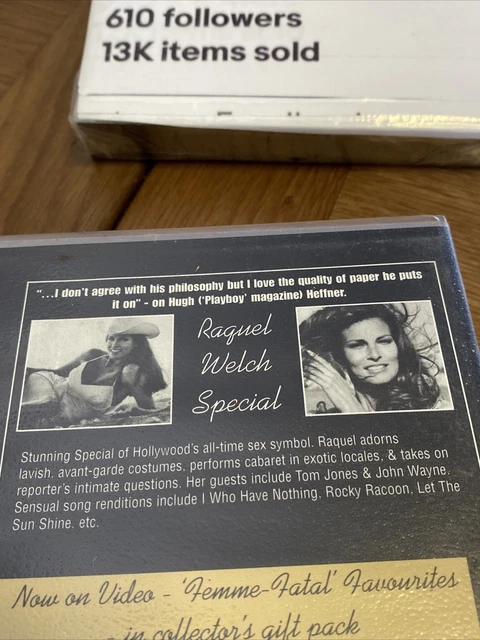 610 followers
13K items sold
"...I don't agree with his philosophy but I love the quality of paper he puts
it on" - on Hugh ('Playboy' magazine) Heffner.
Raquel
Welch
Special
Stunning Special of Hollywood's all-time sex symbol. Raquel adorns
lavish, avant-garde costumes, performs cabaret in exotic locales, & takes on
reporter's intimate questions. Her guests include Tom Jones & John Wayne.
Sensual song renditions include I Who Have Nothing, Rocky Racoon, Let The
Sun Shine, etc.
Now on Video - 'Femme-Fatal' Favourites
- in collector's gift pack